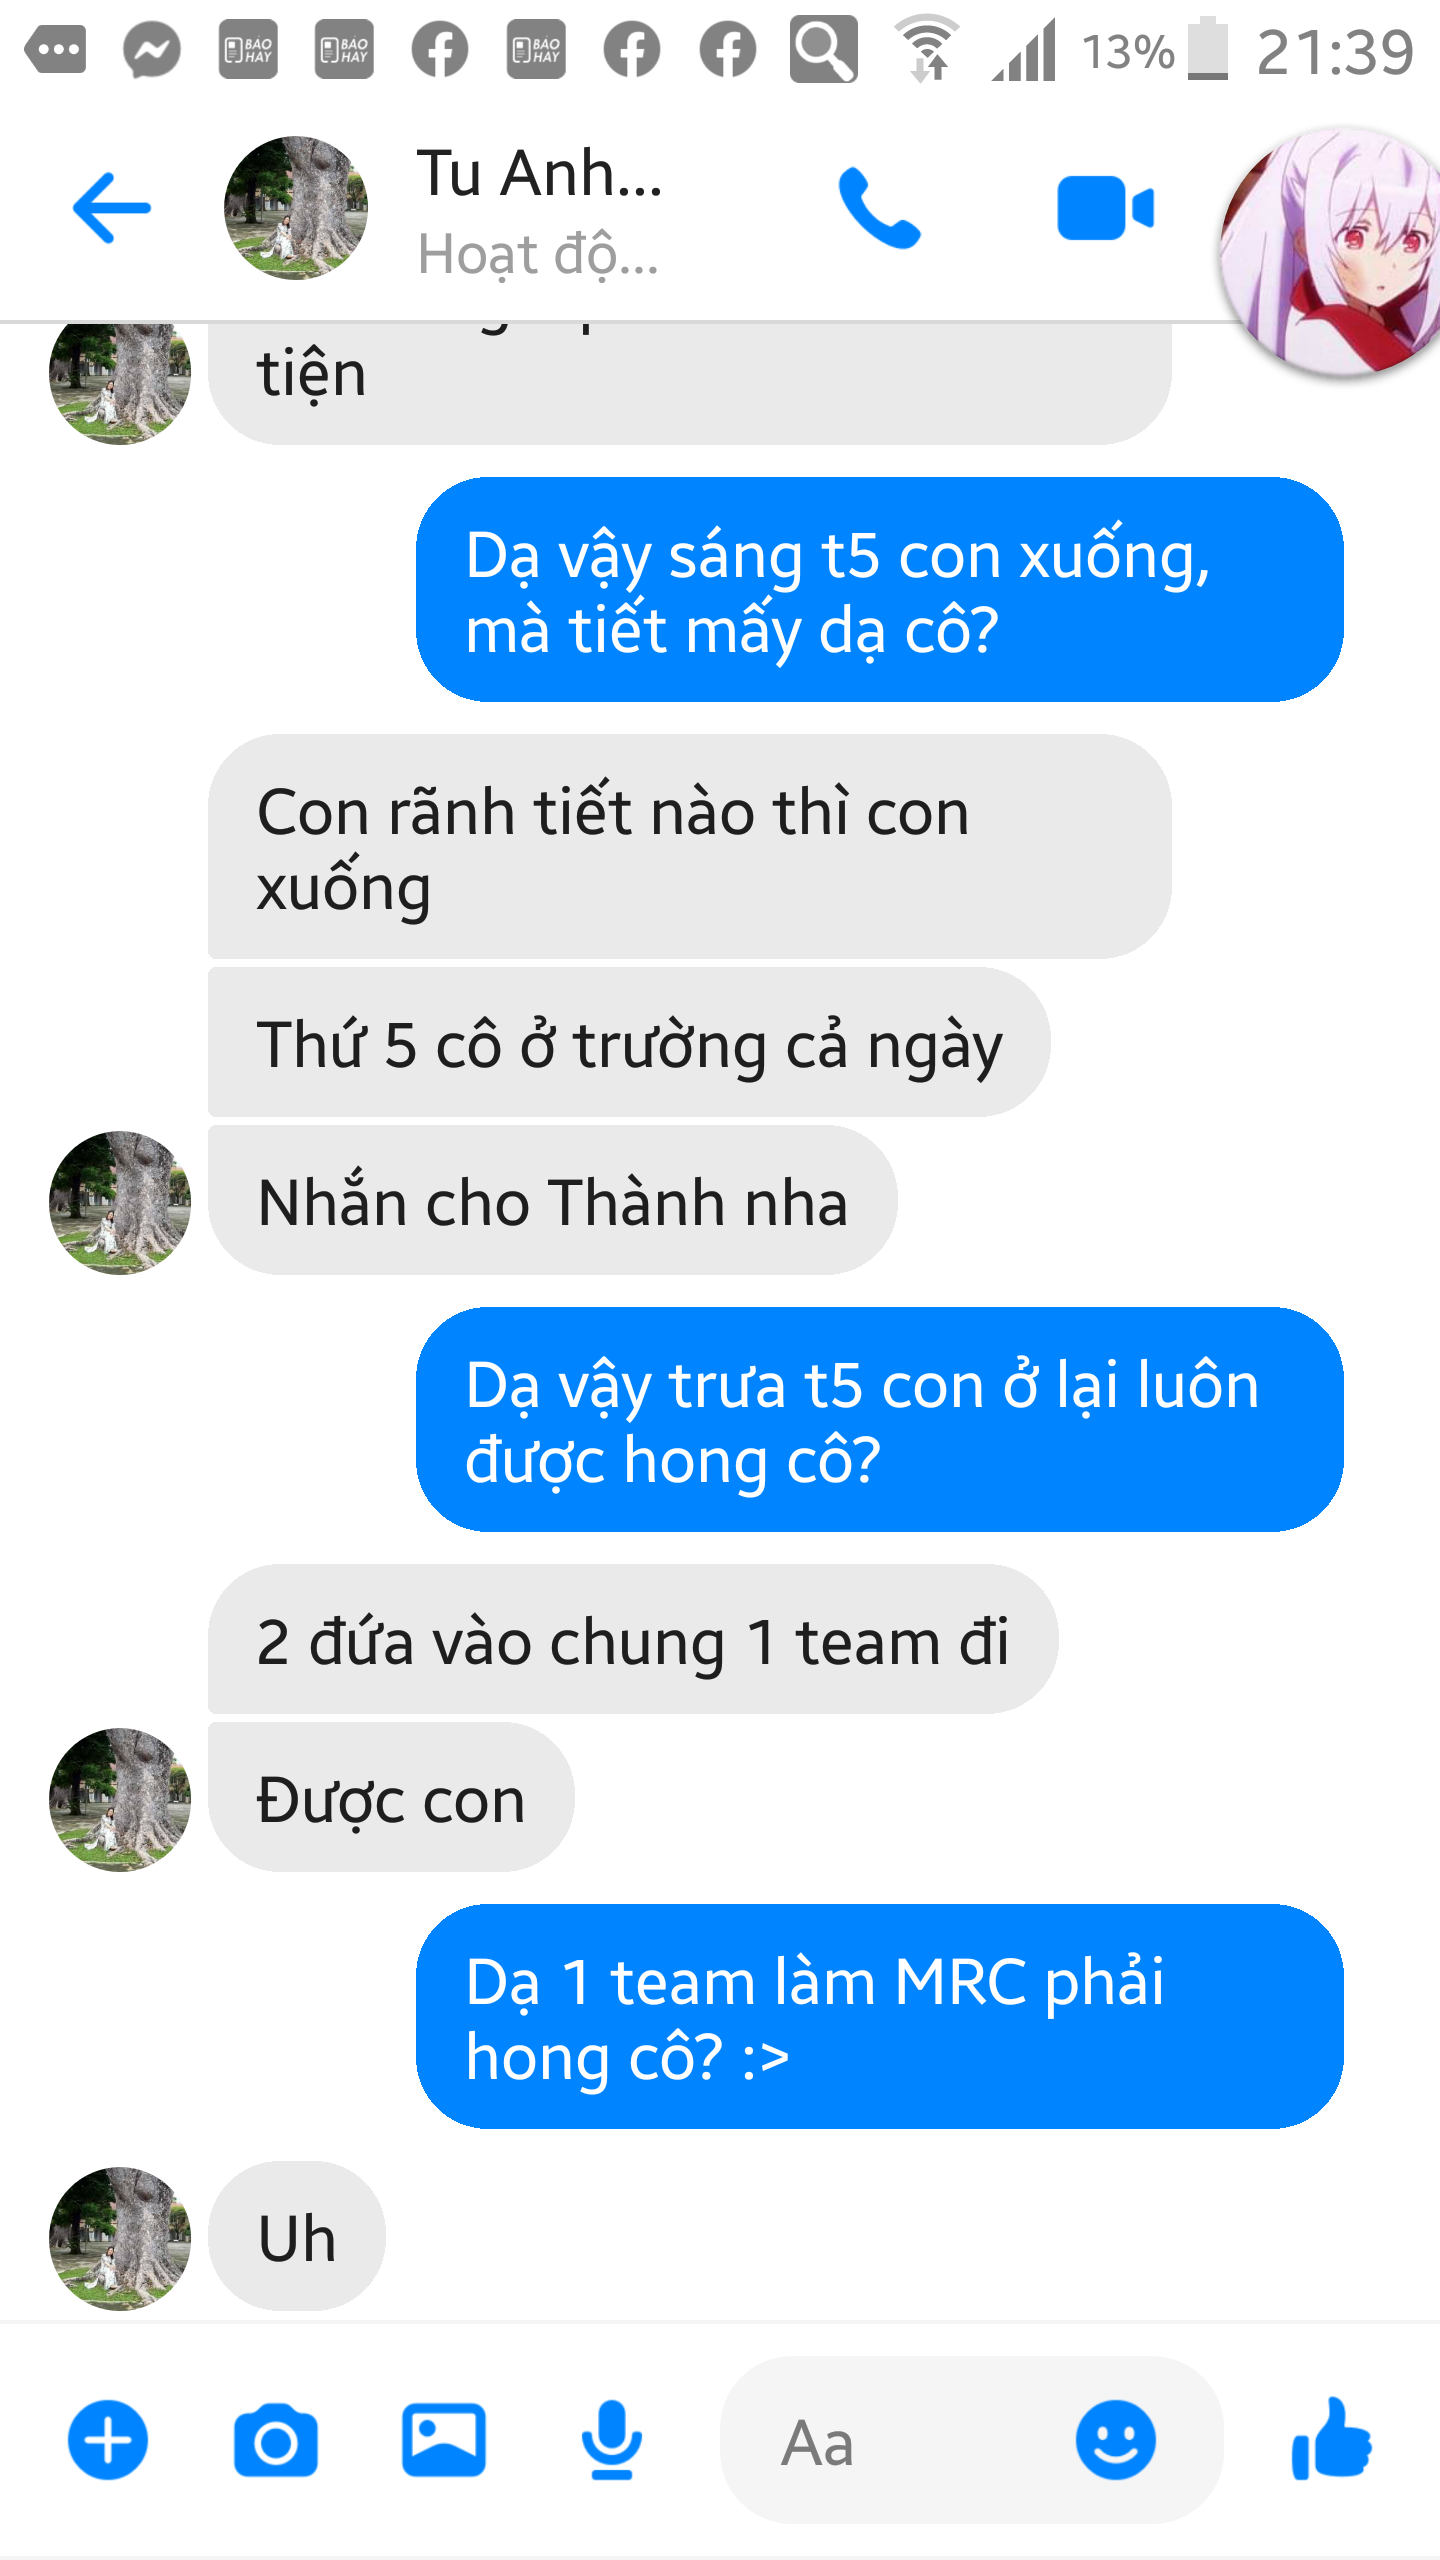 BÁO HAY
BÁO HAY
BÁO HAY
13%
21:39
Tu Anh...
Hoạt độ...
tiện
Dạ vậy sáng t5 con xuống,
mà tiết mấy dạ cô?
Con rãnh tiết nào thì con
xuống
Thứ 5 cô ở trường cả ngày
Nhắn cho Thành nha
Dạ vậy trưa t5 con ở lại luôn
được hong cô?
2 đứa vào chung 1 team đi
Được con
Dạ 1 team làm MRC phải
hong cô? :>
Uh
Aa